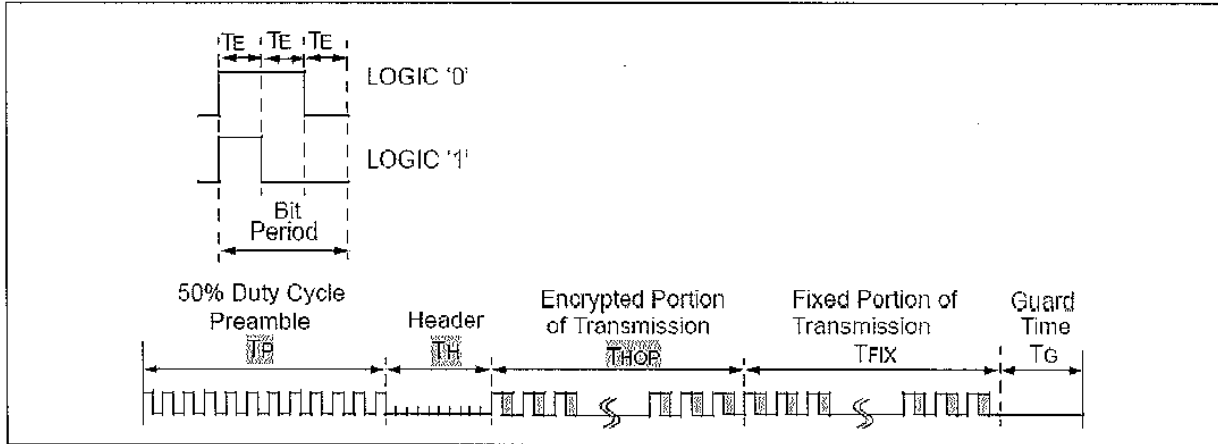 TE TE TE
LOGIC '0'
LOGIC '1'
Bit
Period
50% Duty Cycle
Preamble
TP
Header
TH
Encrypted Portion
of Transmission
THOP
Fixed Portion of
Transmission
TFIX
Guard
Time
TG